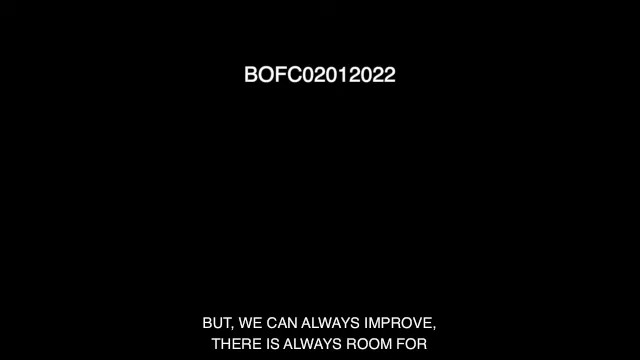 BOFC02012022
BUT, WE CAN ALWAYS IMPROVE,
THERE IS ALWAYS ROOM FOR